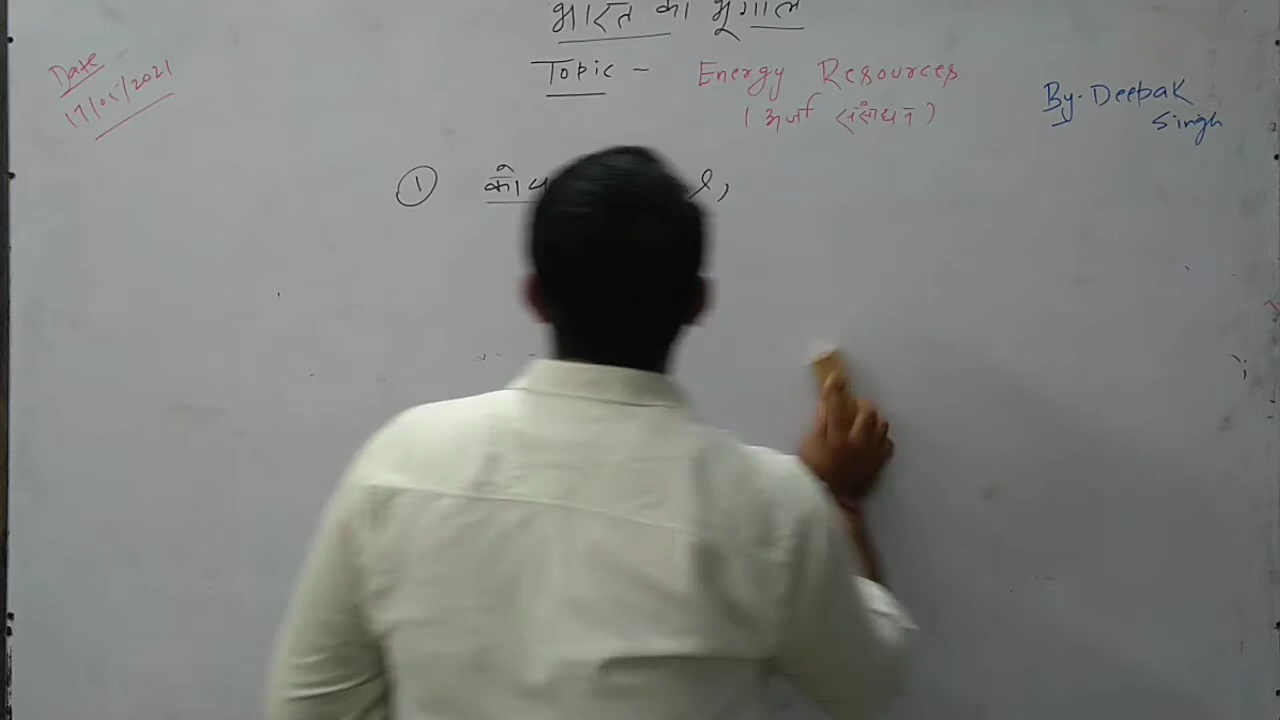 भारत का भूगोल
Date
17/05/2021
Topic - Energy Resources
(ऊर्जा संसाधन)
By. Deepak
Singh
①